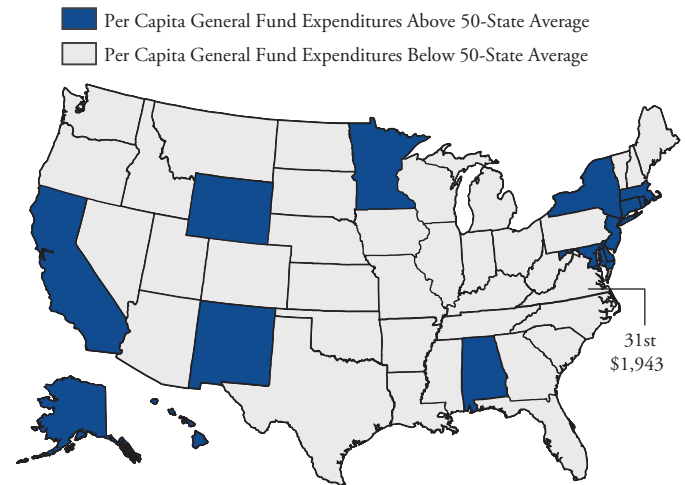 Per Capita General Fund Expenditures Above 50-State Average
Per Capita General Fund Expenditures Below 50-State Average
31st
$1,943